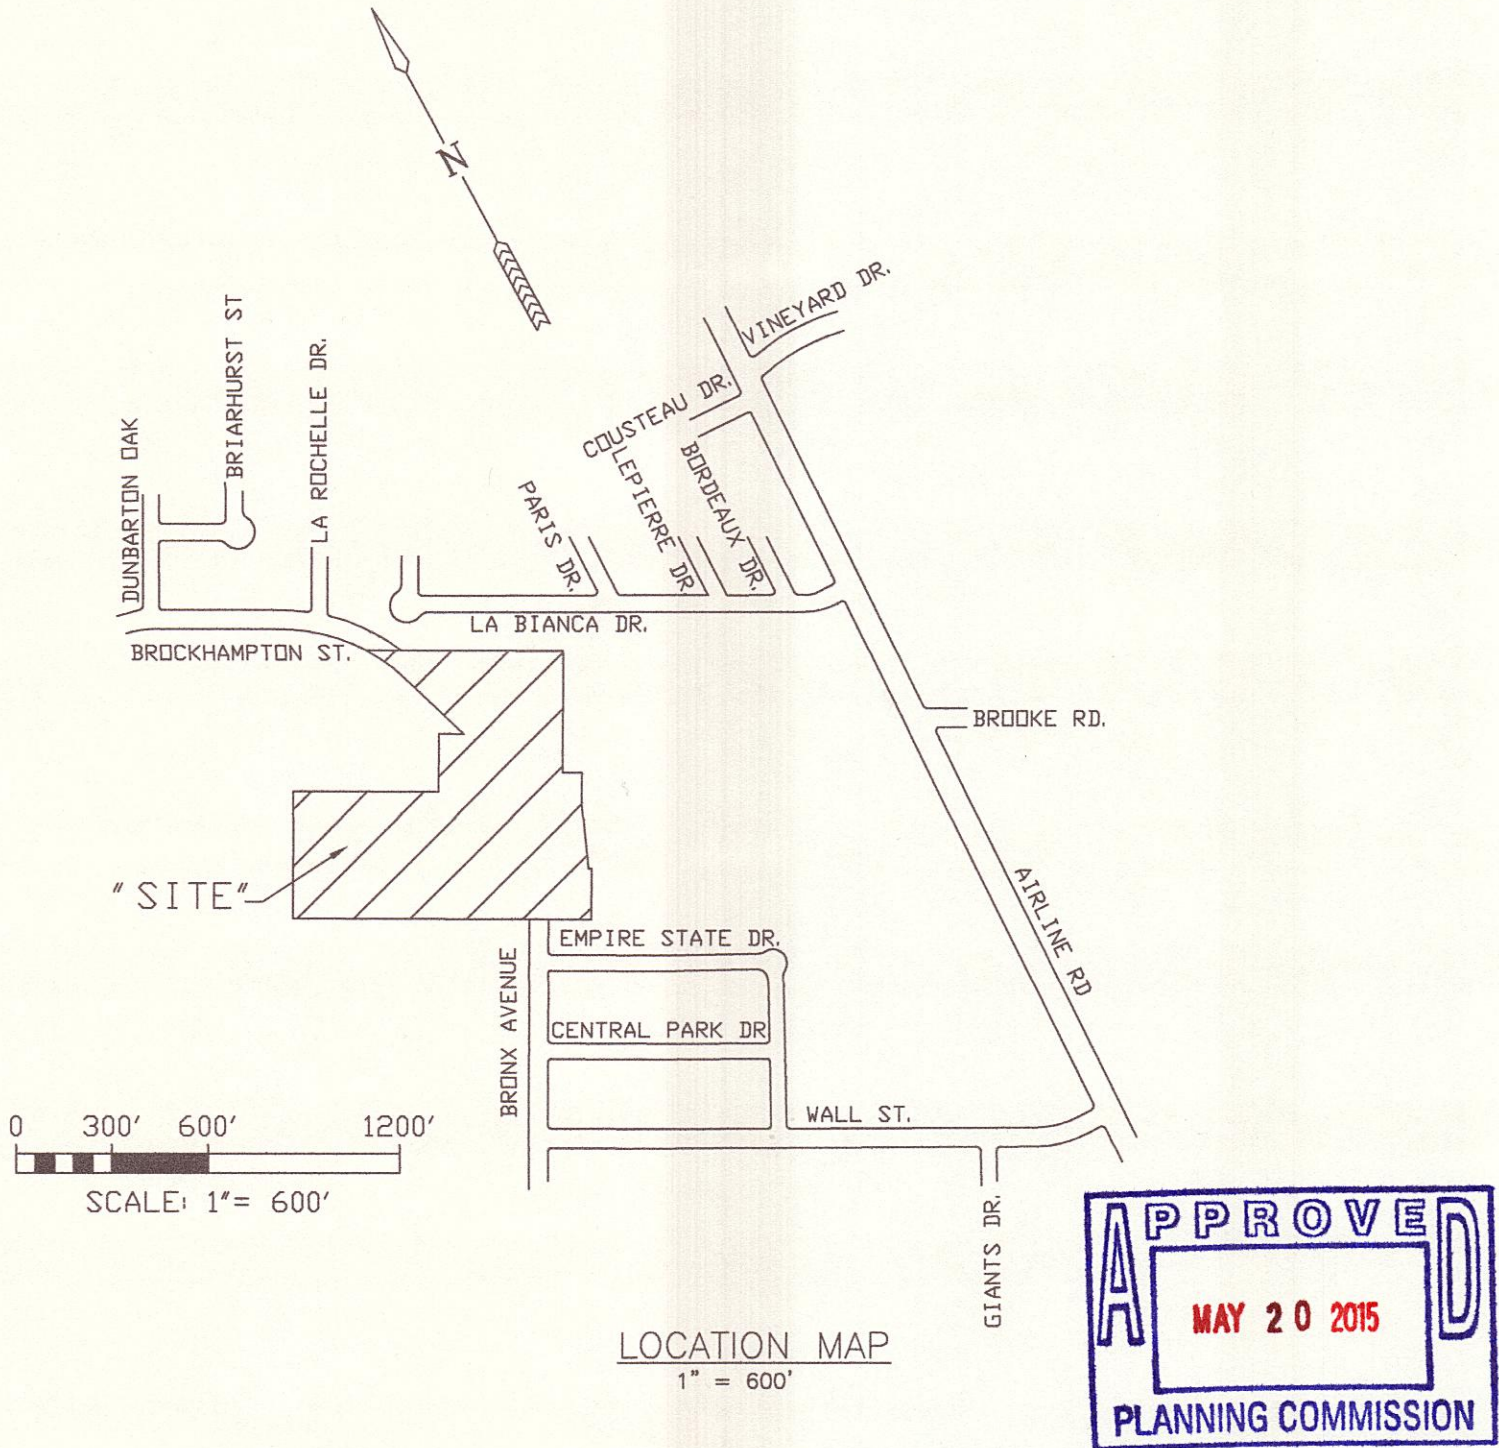 N
VINEYARD DR.
COUSTEAU DR.
LEPIERRE DR
BORDEAUX DR.
PARIS DR.
DUNBARTON OAK
BRIARHURST ST
LA ROCHELLE DR.
LA BIANCA DR.
BROCKHAMPTON ST.
BROOKE RD.
"SITE"
AIRLINE RD
EMPIRE STATE DR.
BRONX AVENUE
CENTRAL PARK DR
WALL ST.
GIANTS DR.
0 300' 600' 1200'
SCALE: 1"= 600'
LOCATION MAP
1" = 600'
APPROVED
MAY 20 2015
PLANNING COMMISSION